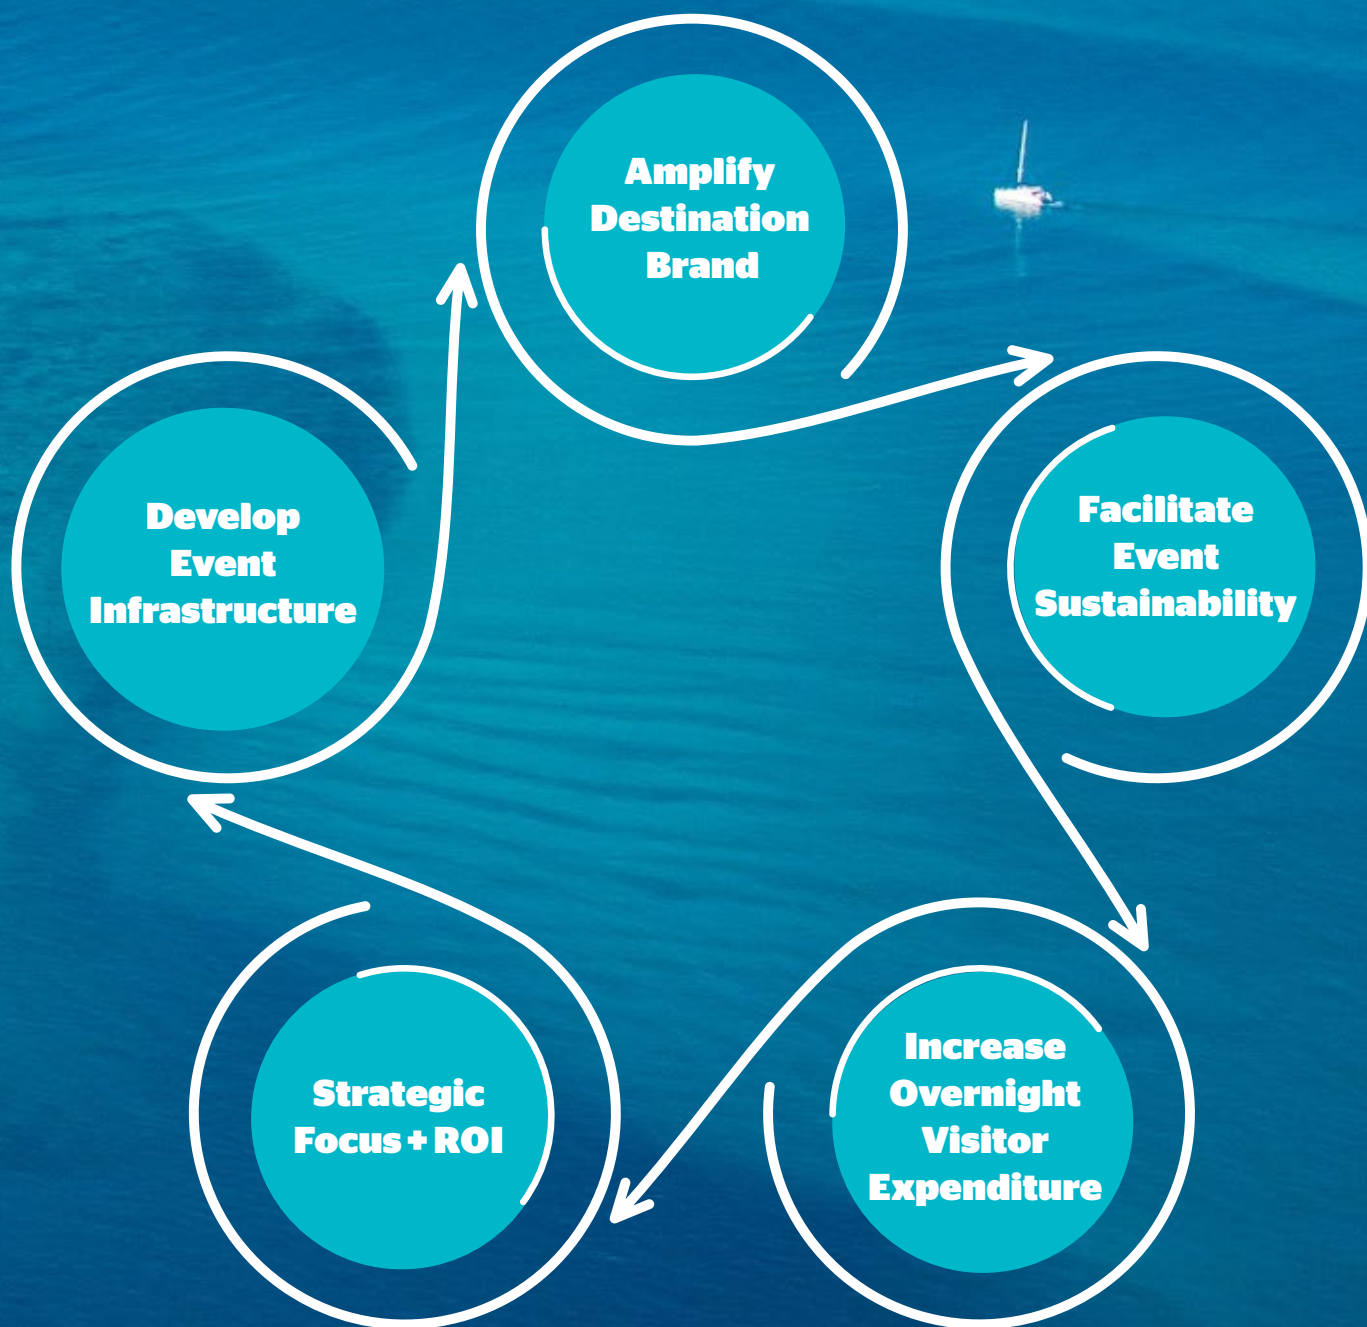 Amplify
Destination
Brand
Facilitate
Event
Sustainability
Increase
Overnight
Visitor
Expenditure
Strategic
Focus + ROI
Develop
Event
Infrastructure